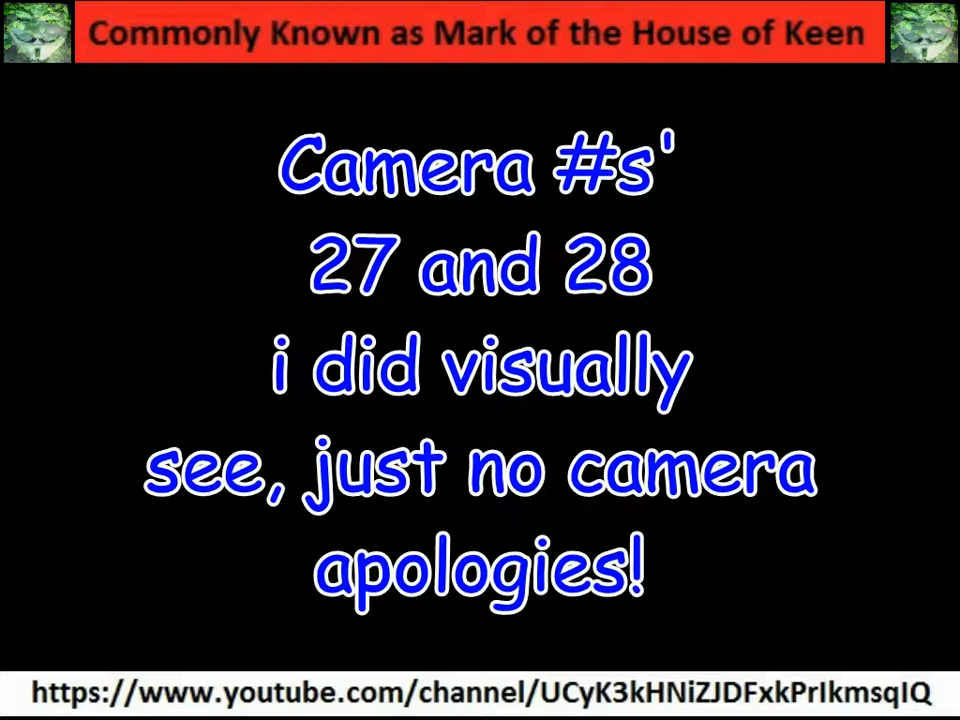 Commonly Known as Mark of the House of Keen
Camera #s'
27 and 28
i did visually
see, just no camera
apologies!
https://www.youtube.com/channel/UCyK3kHNiZJDFxkPrIkmsqIQ